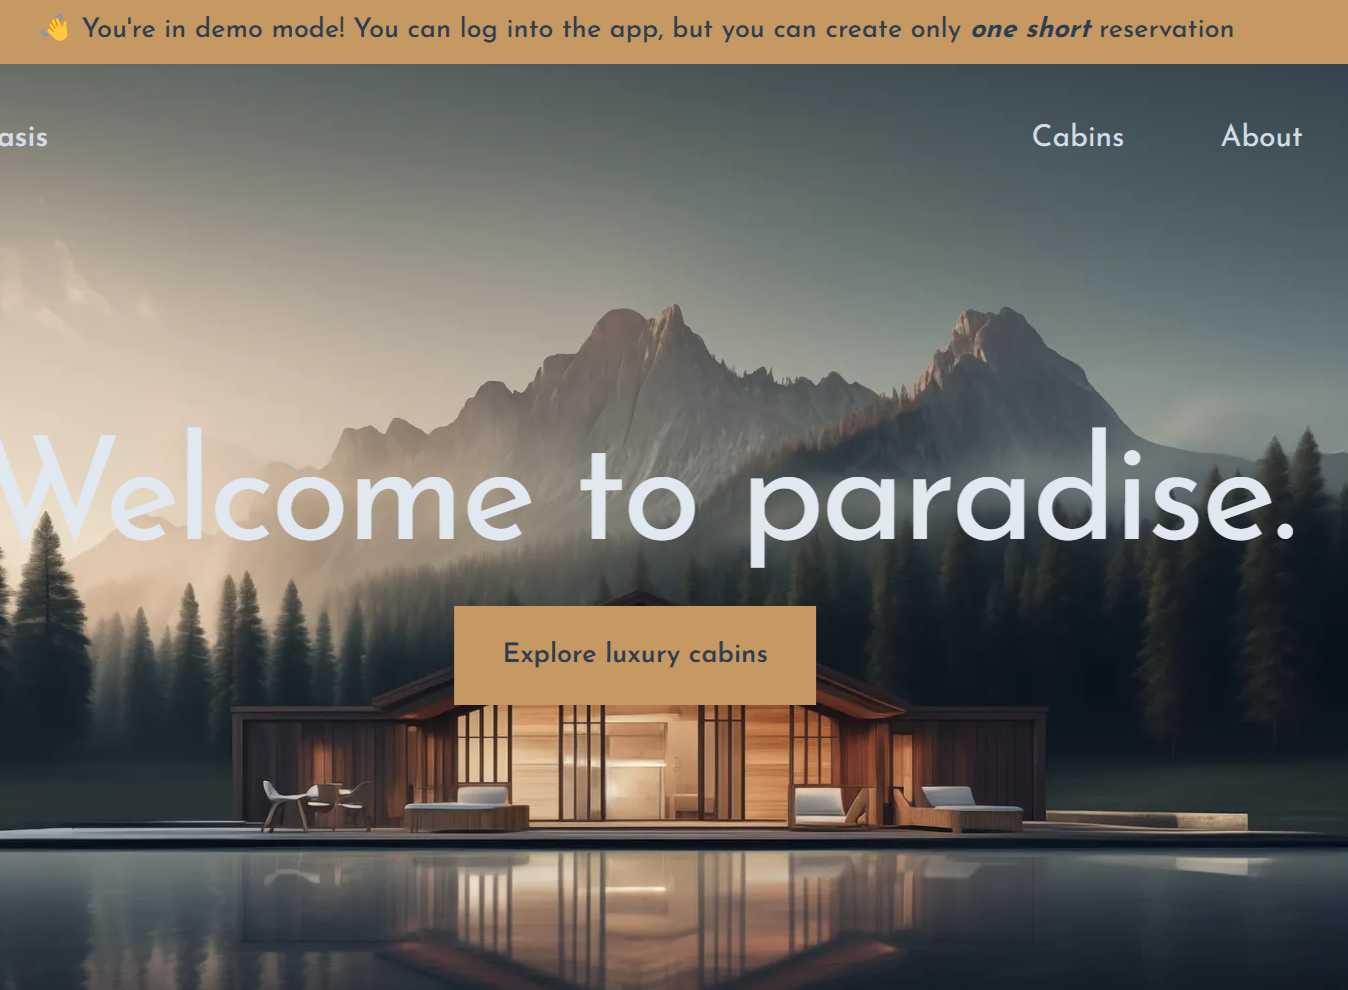 👋 You're in demo mode! You can log into the app, but you can create only one short reservation
asis Cabins About
Welcome to paradise.
Explore luxury cabins